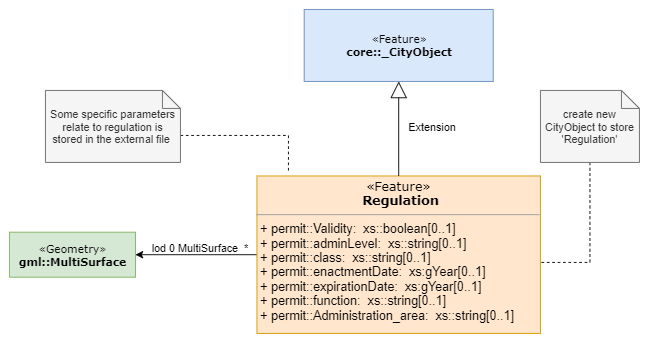 «Feature»
core::_CityObject
Some specific parameters
relate to regulation is
stored in the external file
create new
CityObject to store
'Regulation'
Extension
«Feature»
Regulation
+ permit::Validity:  xs::boolean[0..1]
+ permit::adminLevel:  xs::string[0..1]
+ permit::class:  xs::string[0..1]
+ permit::enactmentDate:  xs:gYear[0..1]
+ permit::expirationDate:  xs:gYear[0..1]
+ permit::function:  xs::string[0..1]
+ permit::Administration_area:  xs::string[0..1]
«Geometry»
gml::MultiSurface
lod 0 MultiSurface  *